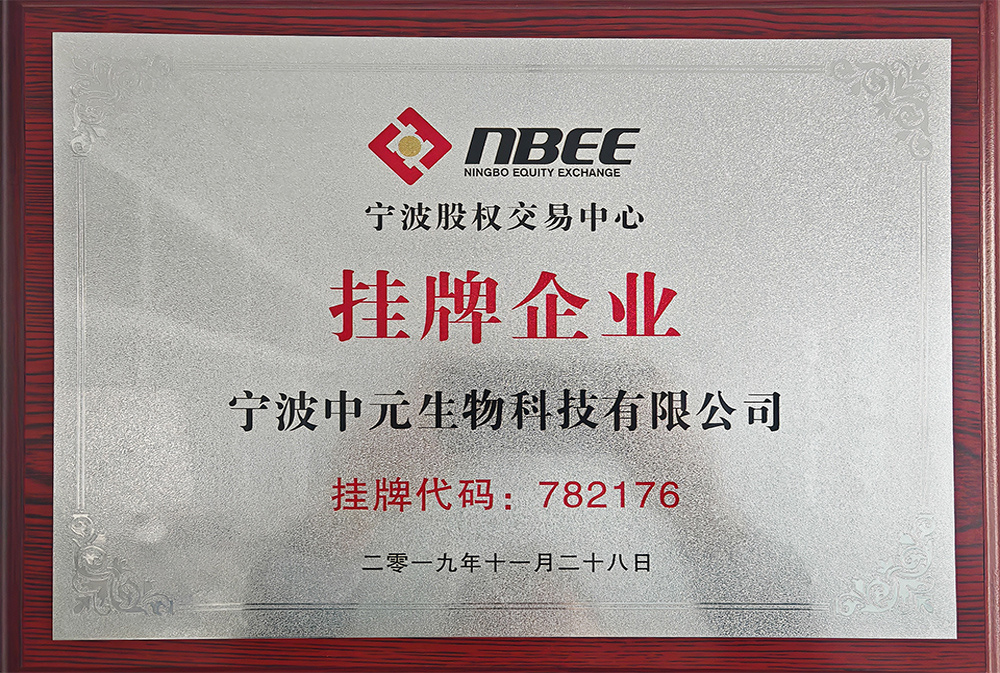 NBEE
NINGBO EQUITY EXCHANGE
宁波股权交易中心
挂牌企业
宁波中元生物科技有限公司
挂牌代码：782176
二零一九年十一月二十八日